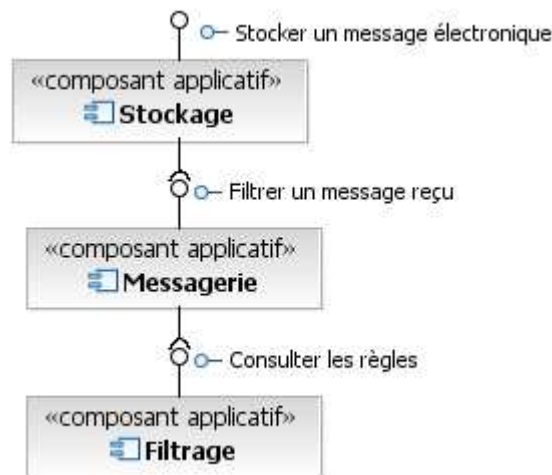 Stocker un message électronique
«composant applicatif»
Stockage
Filtrer un message reçu
«composant applicatif»
Messagerie
Consulter les règles
«composant applicatif»
Filtrage